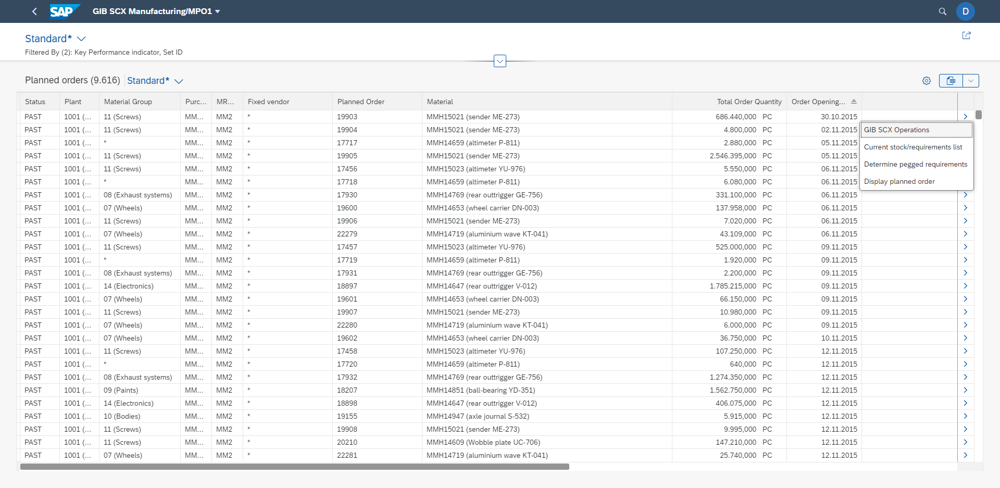 SAP GIB SCX Manufacturing/MPO1 D
Standard*
Filtered By (2): Key Performance indicator, Set ID
Planned orders (9.616) Standard*
Status Plant Material Group Purc... MR... Fixed vendor Planned Order Material Total Order Quantity Order Opening...
PAST 1001 (... 11 (Screws) MM... MM2 * 19903 MMH15021 (sender ME-273) 686.440,000 PC 30.10.2015
PAST 1001 (... 11 (Screws) MM... MM2 * 19904 MMH15021 (sender ME-273) 4.800,000 PC 02.11.2015
GIB SCX Operations
PAST 1001 (... * MM... MM2 * 17717 MMH14659 (altimeter P-811) 2.880,000 PC 05.11.2015
Current stock/requirements list
PAST 1001 (... 11 (Screws) MM... MM2 * 19905 MMH15021 (sender ME-273) 2.546.395,000 PC 05.11.2015
Determine pegged requirements
PAST 1001 (... 11 (Screws) MM... MM2 * 17456 MMH15023 (altimeter YU-976) 5.550,000 PC 06.11.2015
Display planned order
PAST 1001 (... * MM... MM2 * 17718 MMH14659 (altimeter P-811) 6.080,000 PC 06.11.2015
PAST 1001 (... 08 (Exhaust systems) MM... MM2 * 17930 MMH14769 (rear outtrigger GE-756) 331.100,000 PC 06.11.2015
PAST 1001 (... 07 (Wheels) MM... MM2 * 19600 MMH14653 (wheel carrier DN-003) 137.958,000 PC 06.11.2015
PAST 1001 (... 11 (Screws) MM... MM2 * 19906 MMH15021 (sender ME-273) 7.020,000 PC 06.11.2015
PAST 1001 (... 07 (Wheels) MM... MM2 * 22279 MMH14719 (aluminium wave KT-041) 43.109,000 PC 06.11.2015
PAST 1001 (... 11 (Screws) MM... MM2 * 17457 MMH15023 (altimeter YU-976) 525.000,000 PC 09.11.2015
PAST 1001 (... * MM... MM2 * 17719 MMH14659 (altimeter P-811) 1.920,000 PC 09.11.2015
PAST 1001 (... 08 (Exhaust systems) MM... MM2 * 17931 MMH14769 (rear outtrigger GE-756) 2.200,000 PC 09.11.2015
PAST 1001 (... 14 (Electronics) MM... MM2 * 18897 MMH14647 (rear outtrigger V-012) 1.785.215,000 PC 09.11.2015
PAST 1001 (... 07 (Wheels) MM... MM2 * 19601 MMH14653 (wheel carrier DN-003) 66.150,000 PC 09.11.2015
PAST 1001 (... 11 (Screws) MM... MM2 * 19907 MMH15021 (sender ME-273) 10.980,000 PC 09.11.2015
PAST 1001 (... 07 (Wheels) MM... MM2 * 22280 MMH14719 (aluminium wave KT-041) 6.000,000 PC 09.11.2015
PAST 1001 (... 07 (Wheels) MM... MM2 * 19602 MMH14653 (wheel carrier DN-003) 36.750,000 PC 10.11.2015
PAST 1001 (... 11 (Screws) MM... MM2 * 17458 MMH15023 (altimeter YU-976) 107.250,000 PC 12.11.2015
PAST 1001 (... * MM... MM2 * 17720 MMH14659 (altimeter P-811) 640,000 PC 12.11.2015
PAST 1001 (... 08 (Exhaust systems) MM... MM2 * 17932 MMH14769 (rear outtrigger GE-756) 1.274.350,000 PC 12.11.2015
PAST 1001 (... 09 (Paints) MM... MM2 * 18207 MMH14851 (ball-bearing YD-351) 1.562.750,000 PC 12.11.2015
PAST 1001 (... 14 (Electronics) MM... MM2 * 18898 MMH14647 (rear outtrigger V-012) 406.075,000 PC 12.11.2015
PAST 1001 (... 10 (Bodies) MM... MM2 * 19155 MMH14947 (axle journal S-532) 5.915,000 PC 12.11.2015
PAST 1001 (... 11 (Screws) MM... MM2 * 19908 MMH15021 (sender ME-273) 9.995,000 PC 12.11.2015
PAST 1001 (... 11 (Screws) MM... MM2 * 20210 MMH14609 (Wobble plate UC-706) 147.210,000 PC 12.11.2015
PAST 1001 (... 07 (Wheels) MM... MM2 * 22281 MMH14719 (aluminium wave KT-041) 25.740,000 PC 12.11.2015